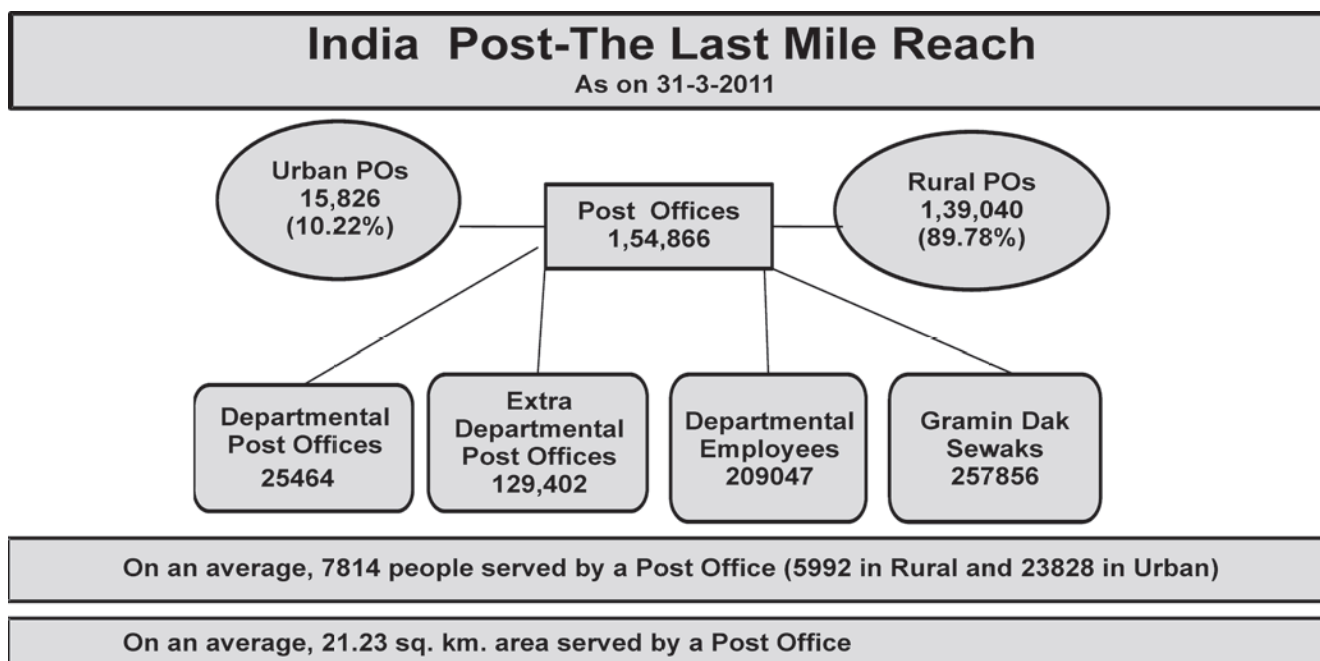 India Post-The Last Mile Reach
As on 31-3-2011
Urban POs
15,826
(10.22%)
Post Offices
1,54,866
Rural POs
1,39,040
(89.78%)
Departmental
Post Offices
25464
Extra
Departmental
Post Offices
129,402
Departmental
Employees
209047
Gramin Dak
Sewaks
257856
On an average, 7814 people served by a Post Office (5992 in Rural and 23828 in Urban)
On an average, 21.23 sq. km. area served by a Post Office